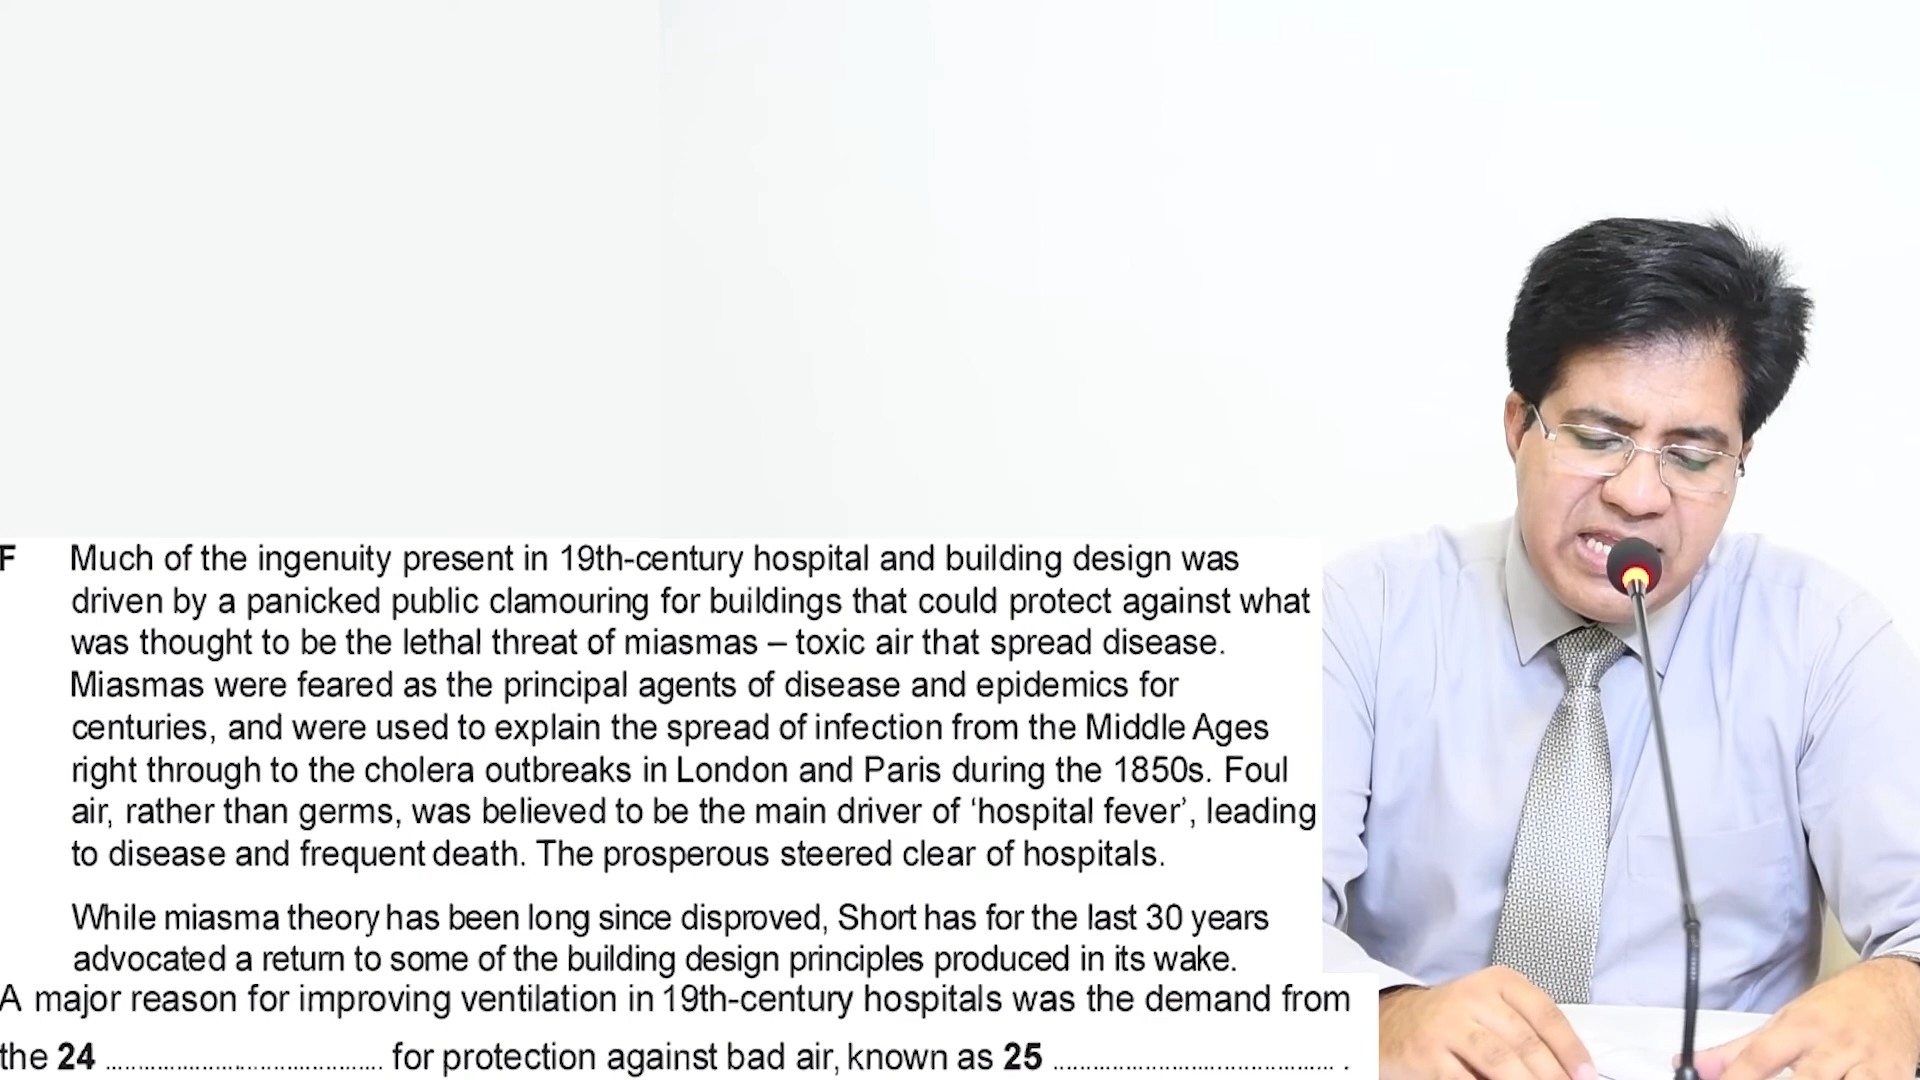 F Much of the ingenuity present in 19th-century hospital and building design was
driven by a panicked public clamouring for buildings that could protect against what
was thought to be the lethal threat of miasmas – toxic air that spread disease.
Miasmas were feared as the principal agents of disease and epidemics for
centuries, and were used to explain the spread of infection from the Middle Ages
right through to the cholera outbreaks in London and Paris during the 1850s. Foul
air, rather than germs, was believed to be the main driver of ‘hospital fever’, leading
to disease and frequent death. The prosperous steered clear of hospitals.
While miasma theory has been long since disproved, Short has for the last 30 years
advocated a return to some of the building design principles produced in its wake.
A major reason for improving ventilation in 19th-century hospitals was the demand from
the 24 .......................................... for protection against bad air, known as 25 .......................................... .